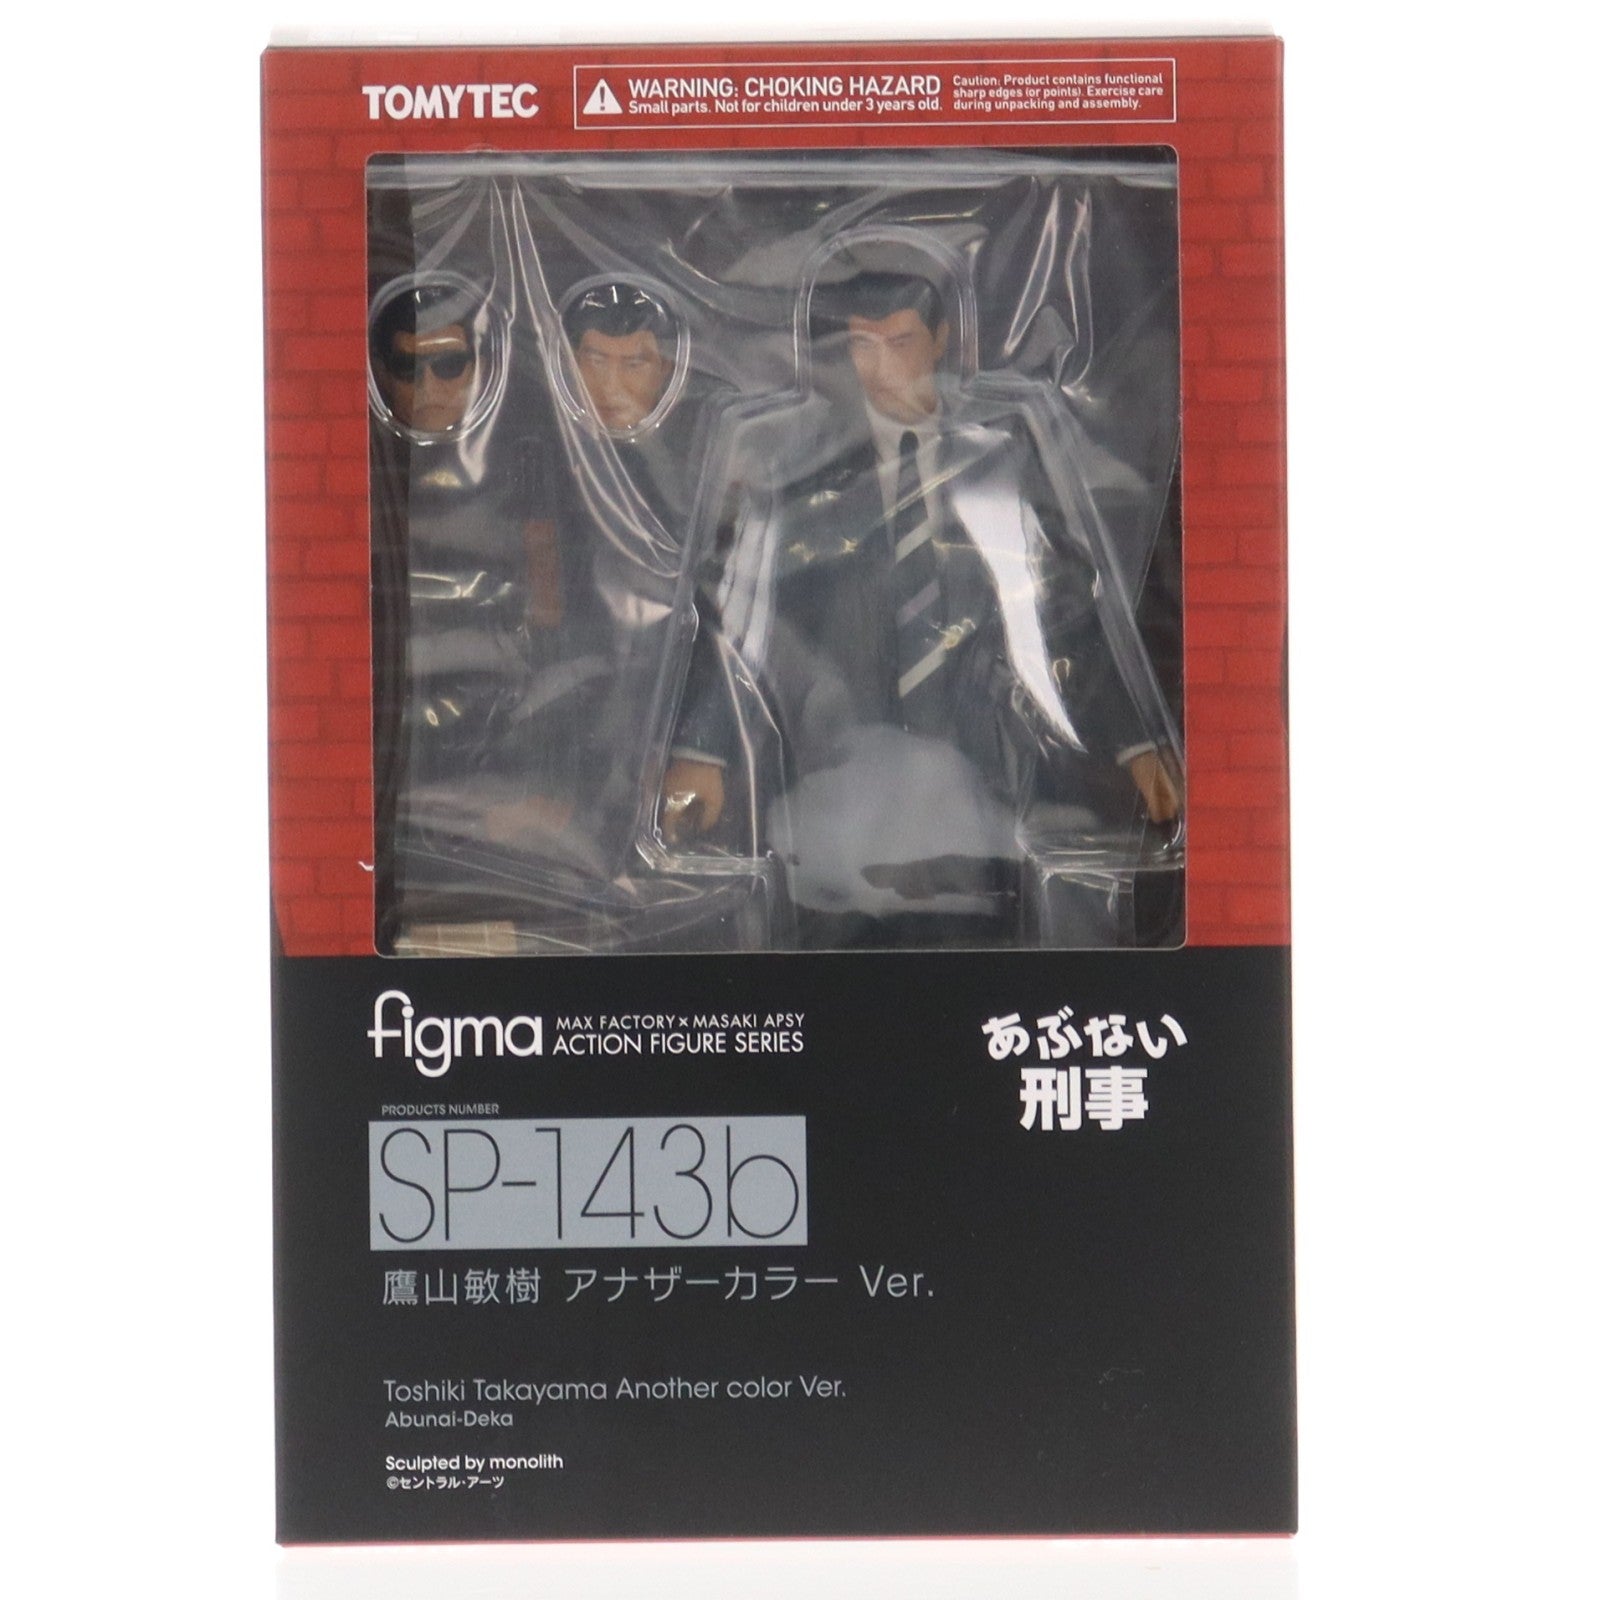 TOMYTEC
WARNING: CHOKING HAZARD
Small parts. Not for children under 3 years old.
Caution: Product contains functional
sharp edges (or points). Exercise care
during unpacking and assembly.
figma
MAX FACTORY × MASAKI APSY
ACTION FIGURE SERIES
あぶない
刑事
PRODUCTS NUMBER
SP-143b
鷹山敏樹 アナザーカラー Ver.
Toshiki Takayama Another color Ver.
Abunai-Deka
Sculpted by monolith
©セントラル・アーツ